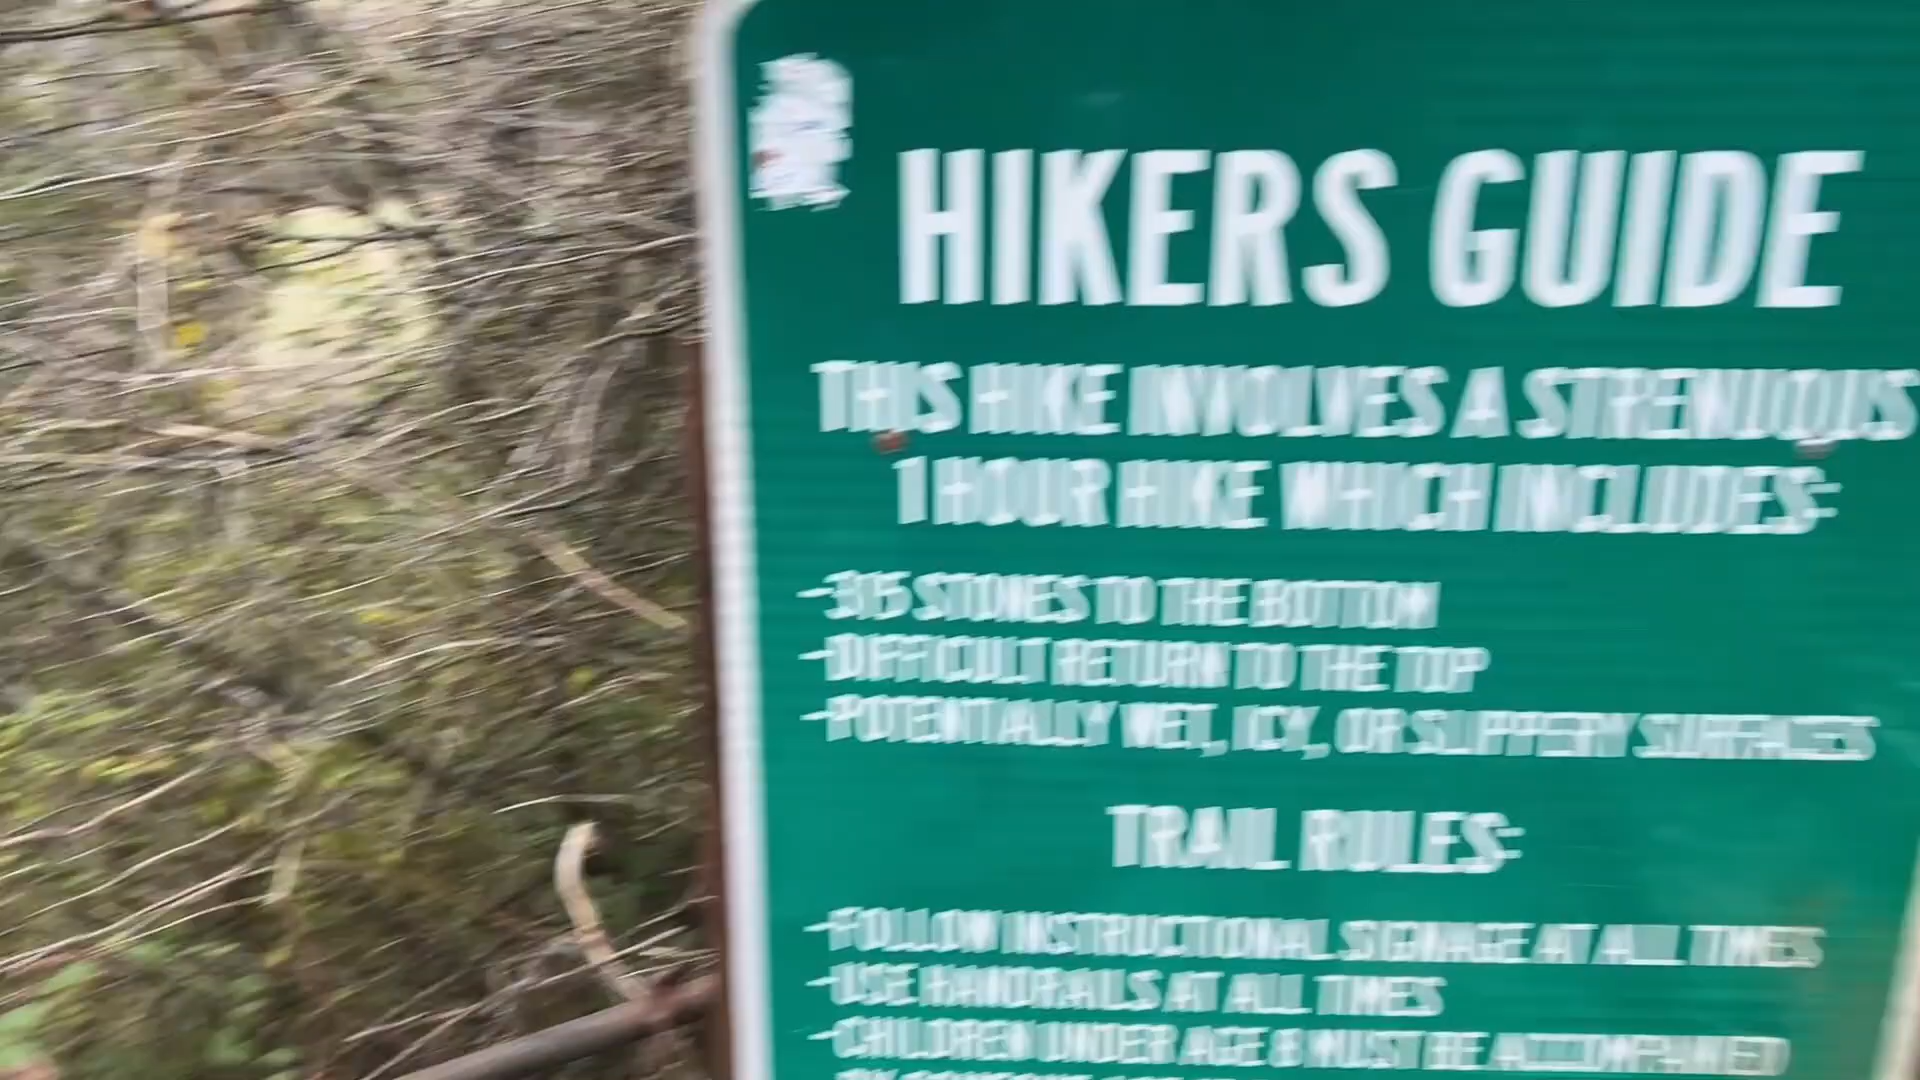 HIKERS GUIDE
THIS HIKE INVOLVES A STRENUOUS
1 HOUR HIKE WHICH INCLUDES:
-315 STONES TO THE BOTTOM
-DIFFICULT RETURN TO THE TOP
-POTENTIALLY WET, ICY, OR SLIPPERY SURFACES
TRAIL RULES:
-FOLLOW INSTRUCTIONAL SIGNAGE AT ALL TIMES
-USE HANDRAILS AT ALL TIMES
-CHILDREN UNDER AGE 8 MUST BE ACCOMPANIED